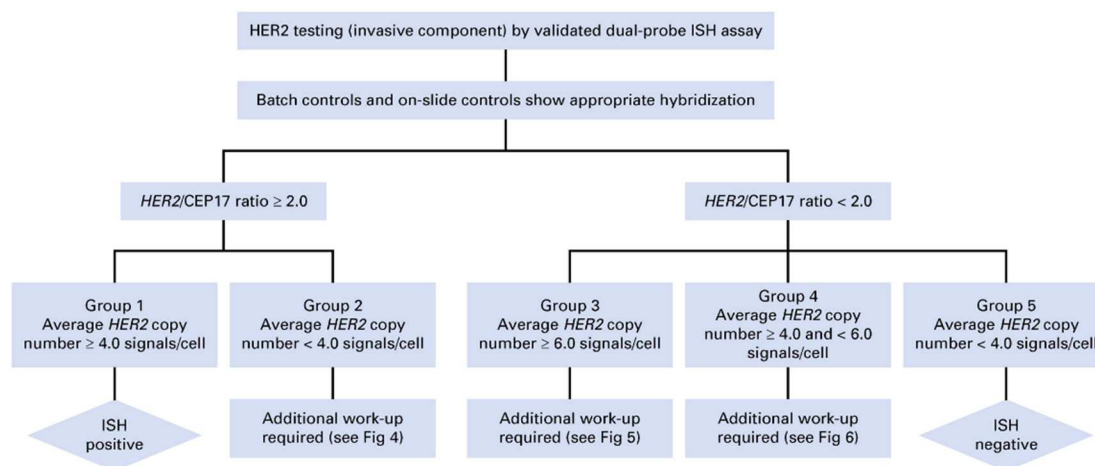 HER2 testing (invasive component) by validated dual-probe ISH assay
Batch controls and on-slide controls show appropriate hybridization
HER2/CEP17 ratio ≥ 2.0
HER2/CEP17 ratio < 2.0
Group 1
Average HER2 copy
number ≥ 4.0 signals/cell
Group 2
Average HER2 copy
number < 4.0 signals/cell
Group 3
Average HER2 copy
number ≥ 6.0 signals/cell
Group 4
Average HER2 copy
number ≥ 4.0 and < 6.0
signals/cell
Group 5
Average HER2 copy
number < 4.0 signals/cell
ISH
positive
Additional work-up
required (see Fig 4)
Additional work-up
required (see Fig 5)
Additional work-up
required (see Fig 6)
ISH
negative